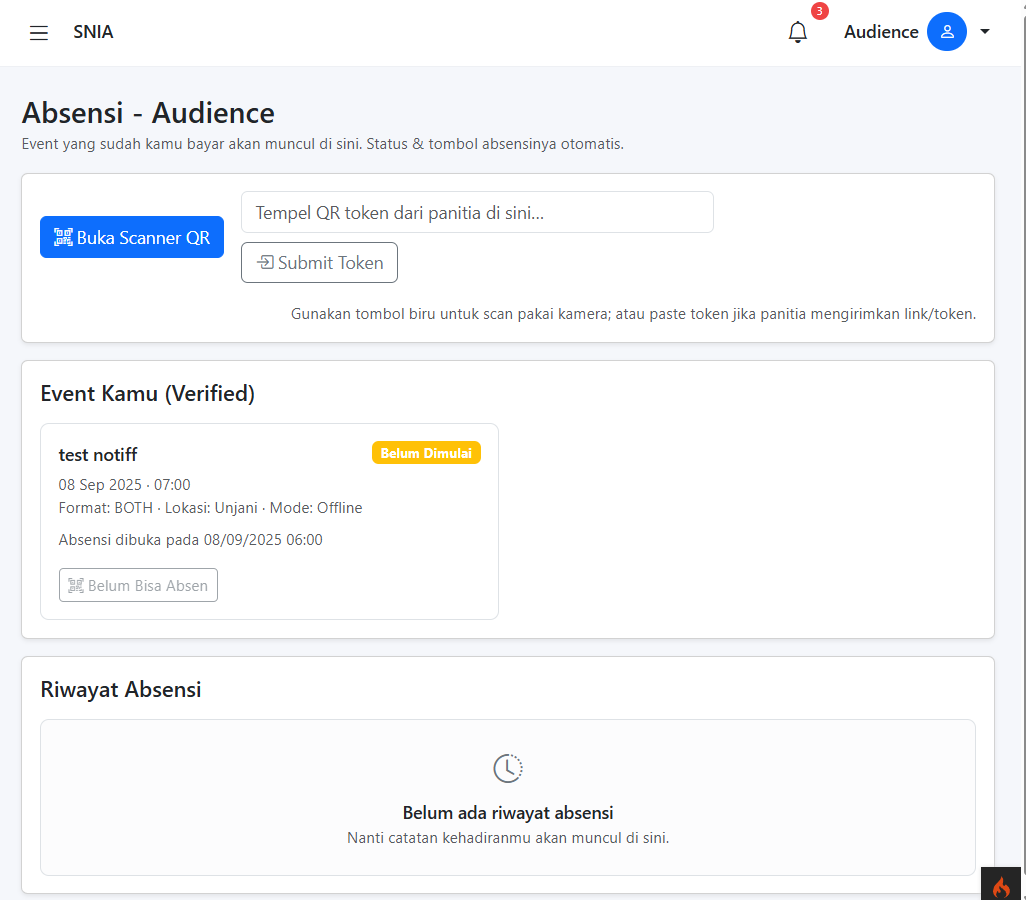 SNIA
3
Audience
Absensi - Audience
Event yang sudah kamu bayar akan muncul di sini. Status & tombol absensinya otomatis.
Buka Scanner QR
Tempel QR token dari panitia di sini...
Submit Token
Gunakan tombol biru untuk scan pakai kamera; atau paste token jika panitia mengirimkan link/token.
Event Kamu (Verified)
test notiff
Belum Dimulai
08 Sep 2025 · 07:00
Format: BOTH · Lokasi: Unjani · Mode: Offline
Absensi dibuka pada 08/09/2025 06:00
Belum Bisa Absen
Riwayat Absensi
Belum ada riwayat absensi
Nanti catatan kehadiranmu akan muncul di sini.